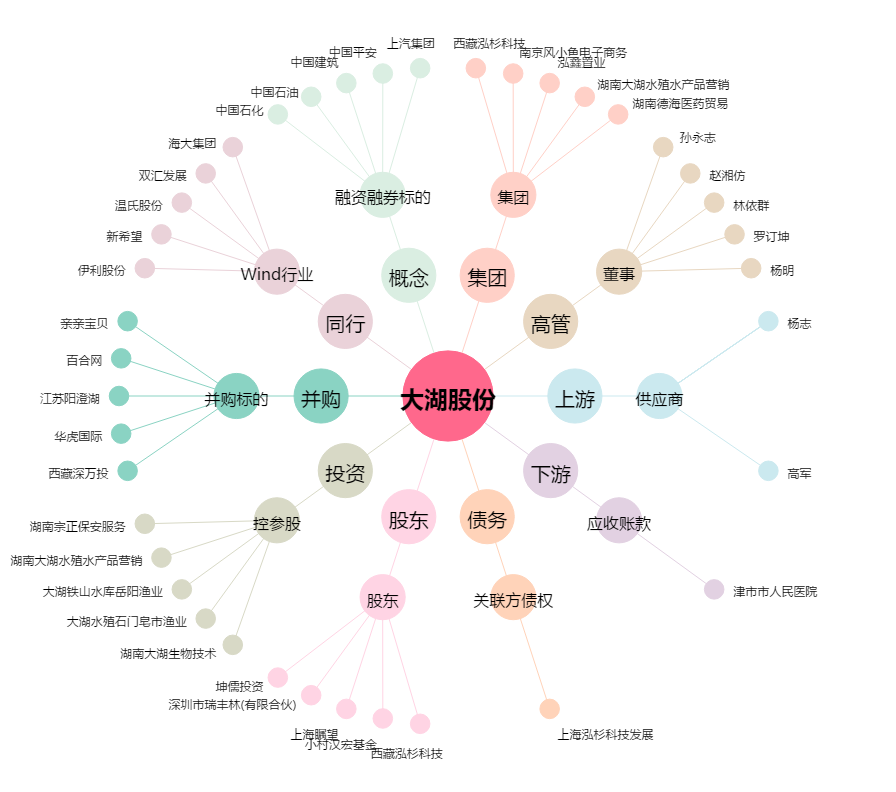 上汽集团
中国平安
中国建筑
中国石油
中国石化
融资融券标的
概念
西藏泓杉科技
南京风小鱼电子商务
泓鑫置业
湖南大湖水殖水产品营销
湖南德海医药贸易
集团
集团
海大集团
双汇发展
温氏股份
新希望
伊利股份
Wind行业
同行
孙永志
赵湘仿
林依群
罗订坤
杨明
董事
高管
亲亲宝贝
百合网
江苏阳澄湖
华虎国际
西藏深万投
并购标的
并购
大湖股份
上游
供应商
杨志
高军
投资
控参股
湖南宗正保安服务
湖南大湖水殖水产品营销
大湖铁山水库岳阳渔业
大湖水殖石门皂市渔业
湖南大湖生物技术
股东
股东
坤儒投资
深圳市瑞丰林(有限合伙)
上海瞩望
小村汉宏基金
西藏泓杉科技
债务
关联方债权
上海泓杉科技发展
下游
应收账款
津市市人民医院